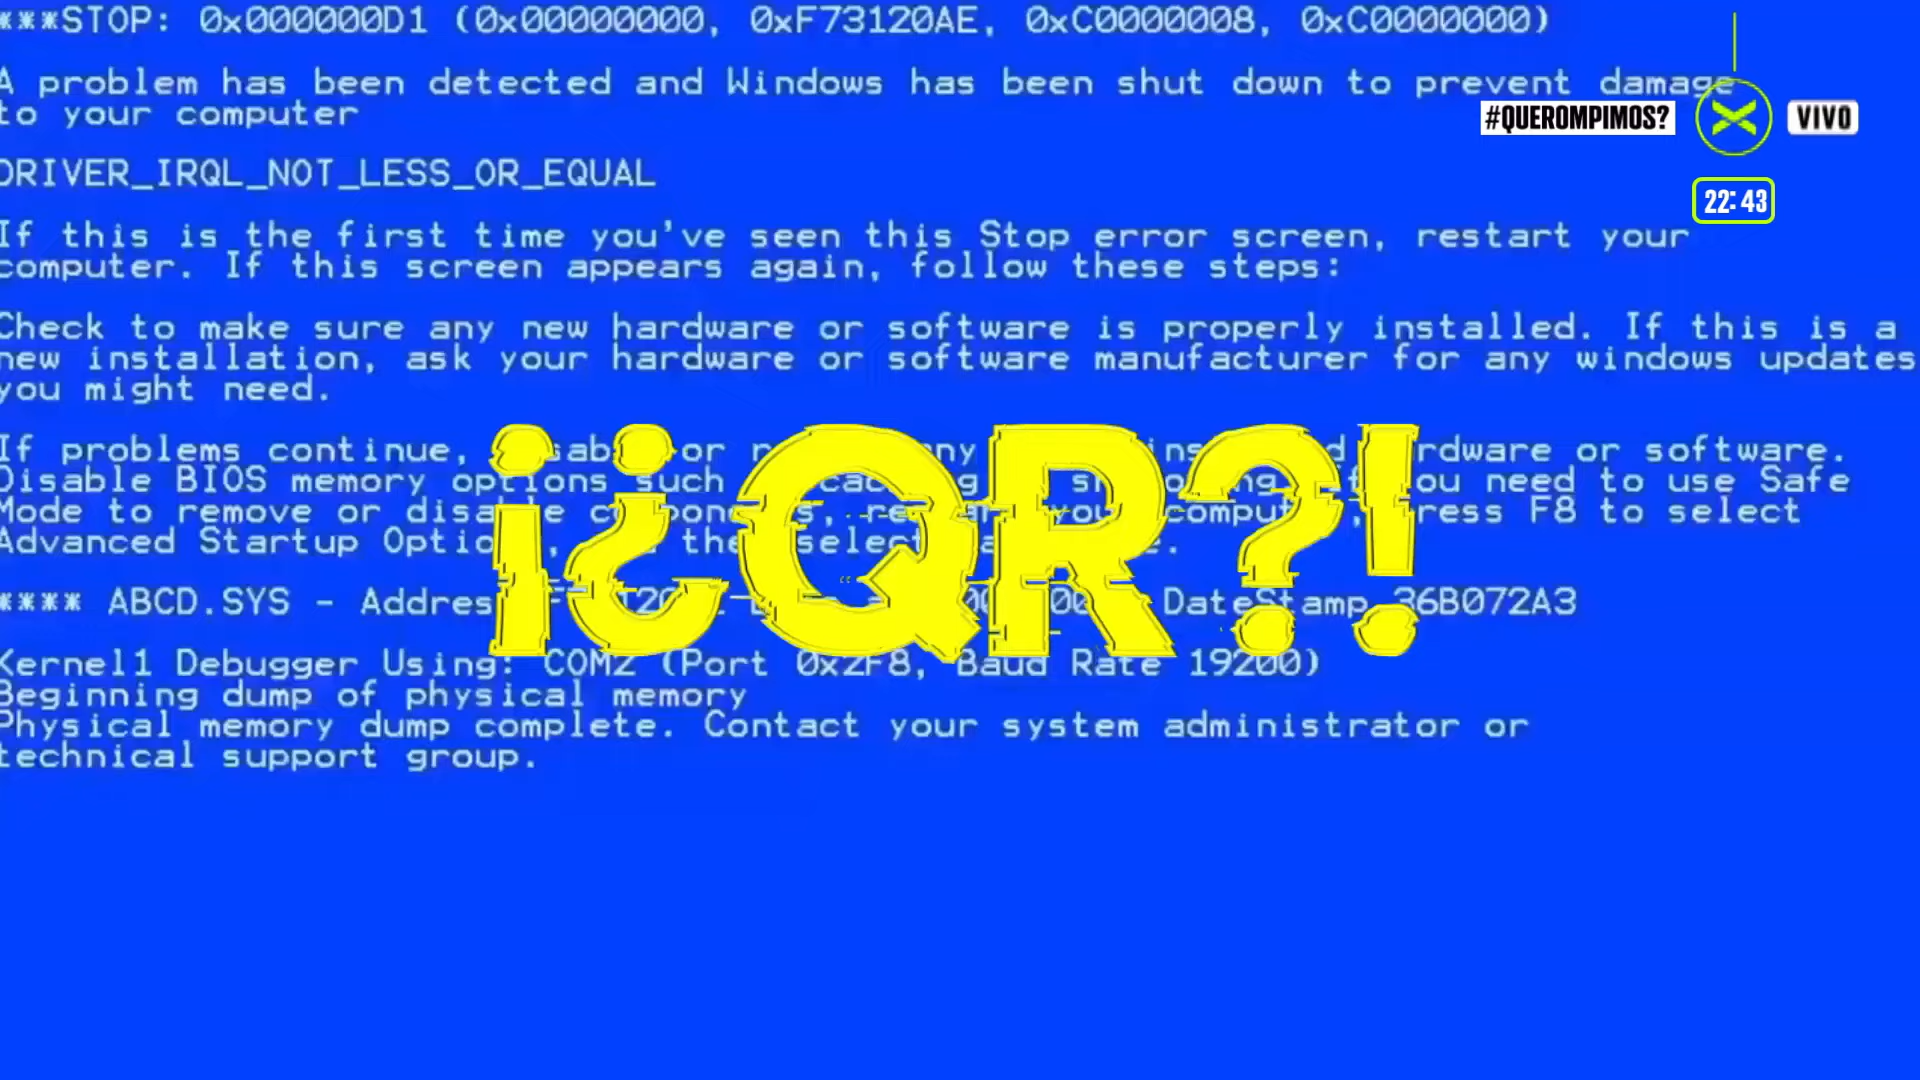 ***STOP: 0x000000D1 (0x00000000, 0xF73120AE, 0xC0000008, 0xC0000000)
A problem has been detected and Windows has been shut down to prevent damage
to your computer
#QUEROMPIMOS?
VIVO
DRIVER_IRQL_NOT_LESS_OR_EQUAL
22:43
If this is the first time you've seen this Stop error screen, restart your
computer. If this screen appears again, follow these steps:
Check to make sure any new hardware or software is properly installed. If this is a
new installation, ask your hardware or software manufacturer for any windows updates
you might need.
If problems continue, or or software.
Disable BIOS memory options such need to use Safe
Mode to remove or F8 to select
Advanced Startup
¡¿QR?!
**** ABCD.SYS - DateStamp 36B072A3
Kernel1 Debugger Using: COM2 (Port 0x2F8, Baud Rate 19200)
Beginning dump of physical memory
Physical memory dump complete. Contact your system administrator or
technical support group.